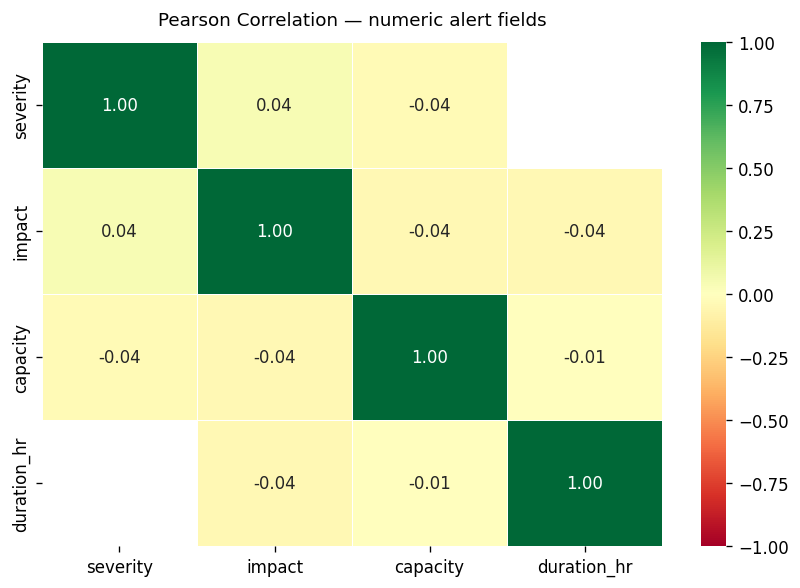 Pearson Correlation — numeric alert fields
severity
1.00 0.04 -0.04
impact
0.04 1.00 -0.04 -0.04
capacity
-0.04 -0.04 1.00 -0.01
duration_hr
-0.04 -0.01 1.00
severity impact capacity duration_hr
1.00
0.75
0.50
0.25
0.00
−0.25
−0.50
−0.75
−1.00